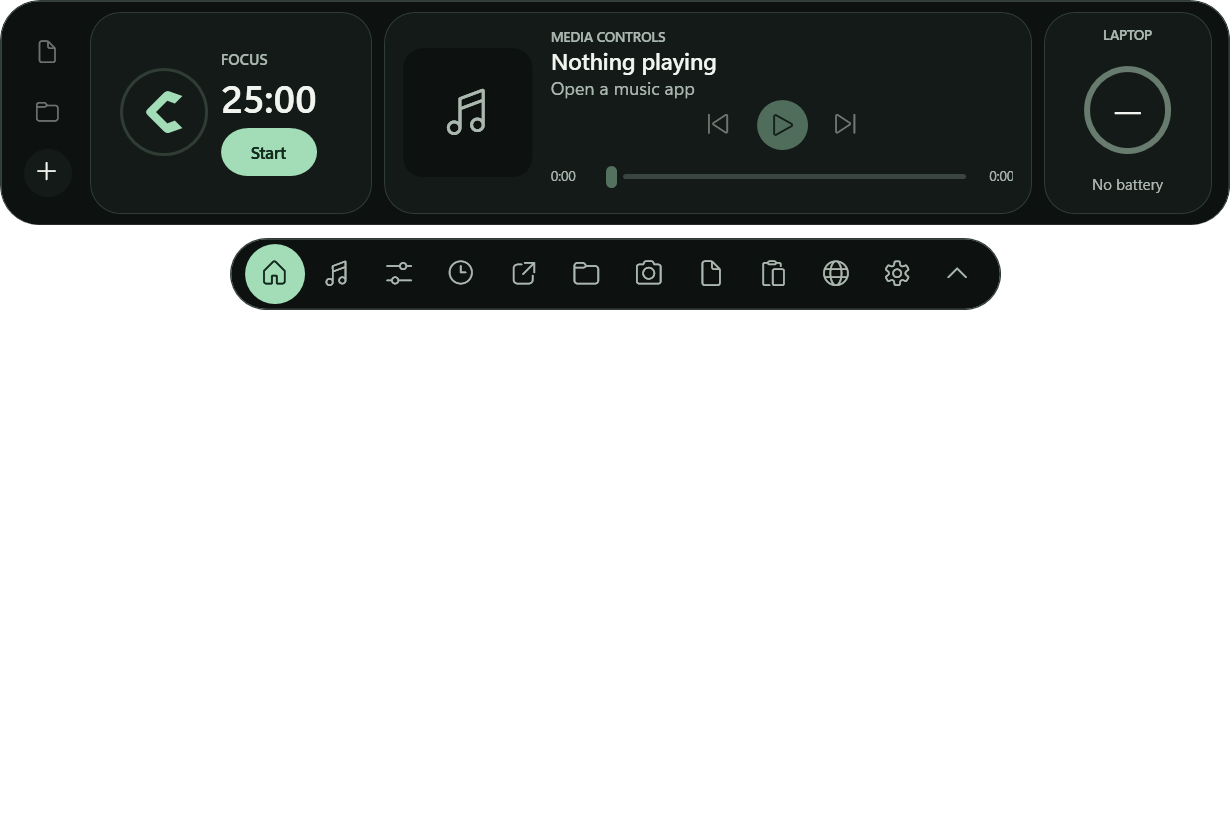 FOCUS
25:00
Start
MEDIA CONTROLS
Nothing playing
Open a music app
0:00
0:00
LAPTOP
—
No battery